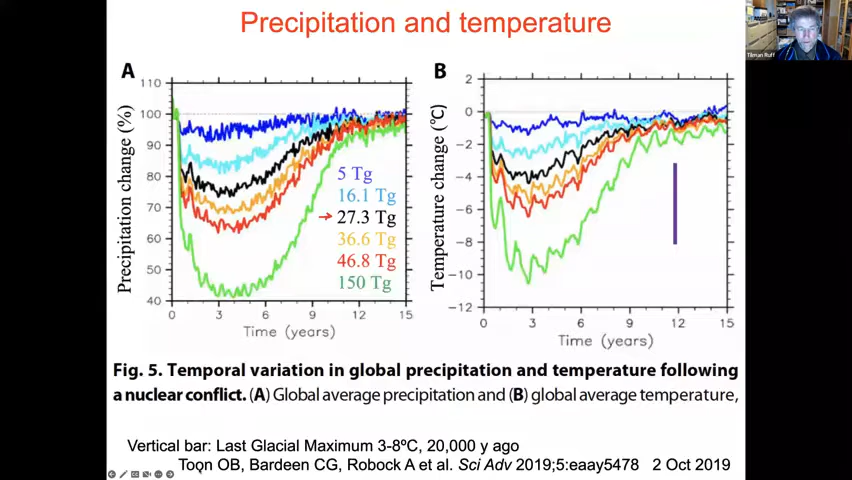 Precipitation and temperature
Tilman Ruff
A
B
110
100
90
80
70
60
50
40
Precipitation change (%)
0 3 6 9 12 15
Time (years)
5 Tg
16.1 Tg
27.3 Tg
36.6 Tg
46.8 Tg
150 Tg
2
0
−2
−4
−6
−8
−10
−12
Temperature change (℃)
0 3 6 9 12 15
Time (years)
Fig. 5. Temporal variation in global precipitation and temperature following
a nuclear conflict. (A) Global average precipitation and (B) global average temperature,
Vertical bar: Last Glacial Maximum 3-8ºC, 20,000 y ago
Toon OB, Bardeen CG, Robock A et al. Sci Adv 2019;5:eaay5478 2 Oct 2019